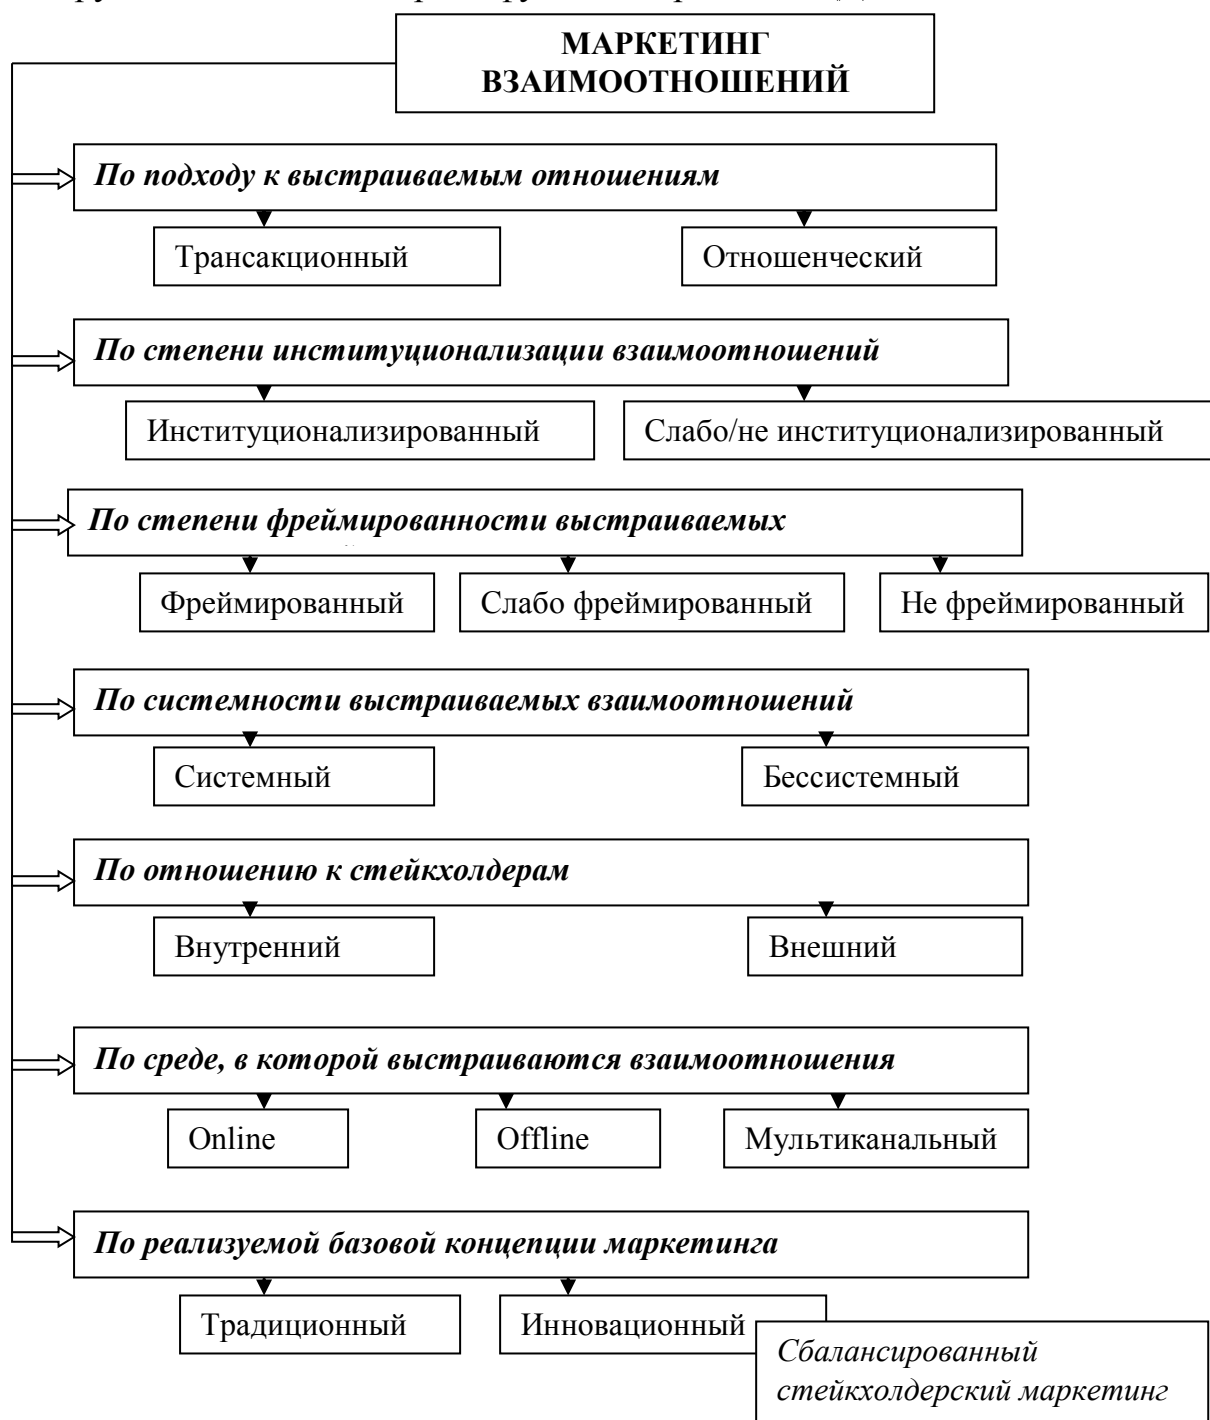 МАРКЕТИНГ
ВЗАИМООТНОШЕНИЙ
По подходу к выстраиваемым отношениям
Трансакционный
Отношенческий
По степени институционализации взаимоотношений
Институционализированный
Слабо/не институционализированный
По степени фреймированности выстраиваемых
Фреймированный
Слабо фреймированный
Не фреймированный
По системности выстраиваемых взаимоотношений
Системный
Бессистемный
По отношению к стейкхолдерам
Внутренний
Внешний
По среде, в которой выстраиваются взаимоотношения
Online
Offline
Мультиканальный
По реализуемой базовой концепции маркетинга
Традиционный
Инновационный
Сбалансированный
стейкхолдерский маркетинг